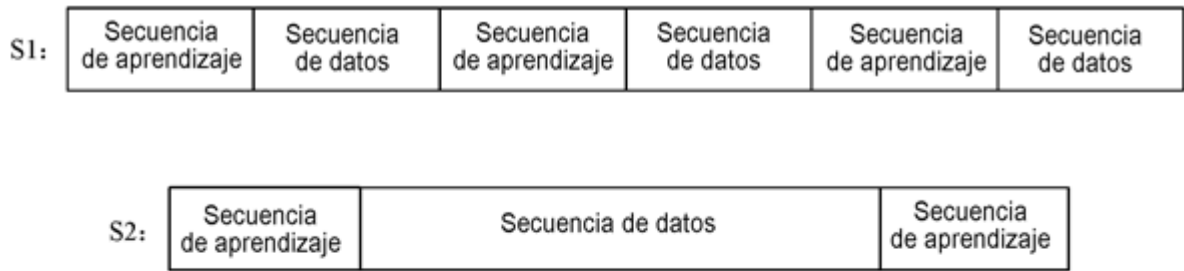 S1:
Secuencia
de aprendizaje
Secuencia
de datos
Secuencia
de aprendizaje
Secuencia
de datos
Secuencia
de aprendizaje
Secuencia
de datos
S2:
Secuencia
de aprendizaje
Secuencia de datos
Secuencia
de aprendizaje